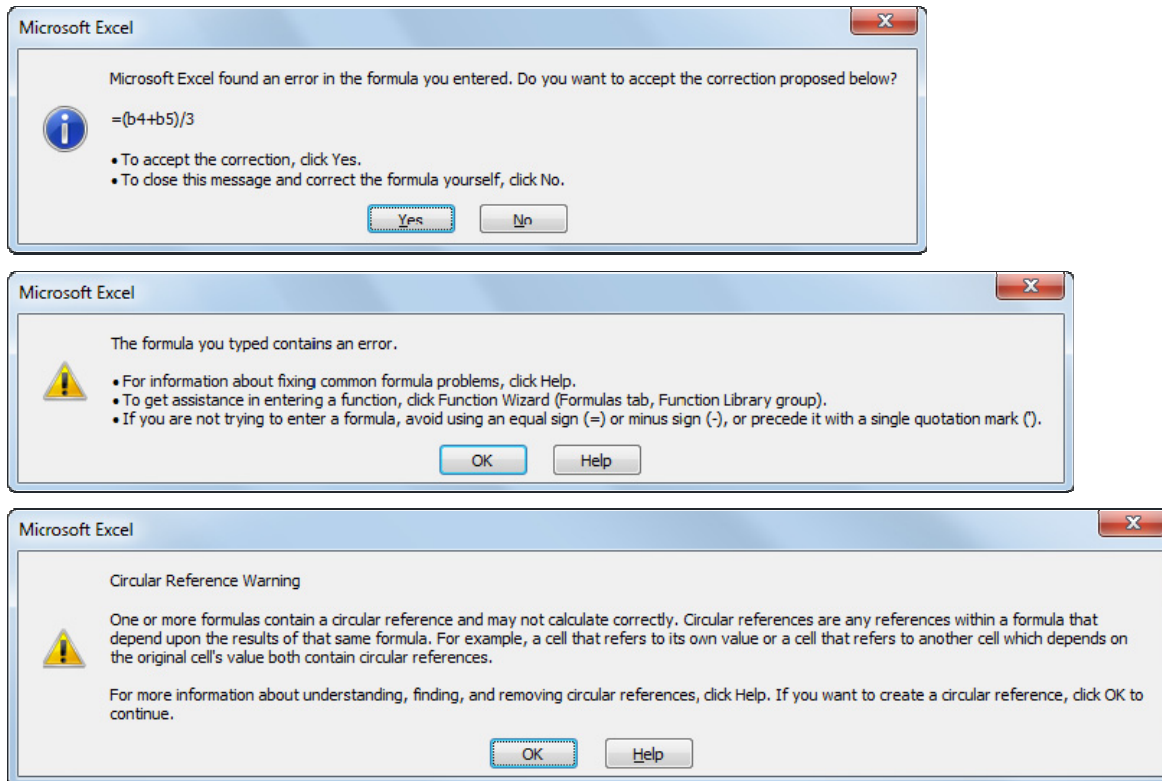 Microsoft Excel
X
Microsoft Excel found an error in the formula you entered. Do you want to accept the correction proposed below?
=(b4+b5)/3
• To accept the correction, click Yes.
• To close this message and correct the formula yourself, click No.
Yes No
Microsoft Excel
X
The formula you typed contains an error.
• For information about fixing common formula problems, click Help.
• To get assistance in entering a function, click Function Wizard (Formulas tab, Function Library group).
• If you are not trying to enter a formula, avoid using an equal sign (=) or minus sign (-), or precede it with a single quotation mark (').
OK Help
Microsoft Excel
X
Circular Reference Warning
One or more formulas contain a circular reference and may not calculate correctly. Circular references are any references within a formula that
depend upon the results of that same formula. For example, a cell that refers to its own value or a cell that refers to another cell which depends on
the original cell's value both contain circular references.
For more information about understanding, finding, and removing circular references, click Help. If you want to create a circular reference, click OK to
continue.
OK Help